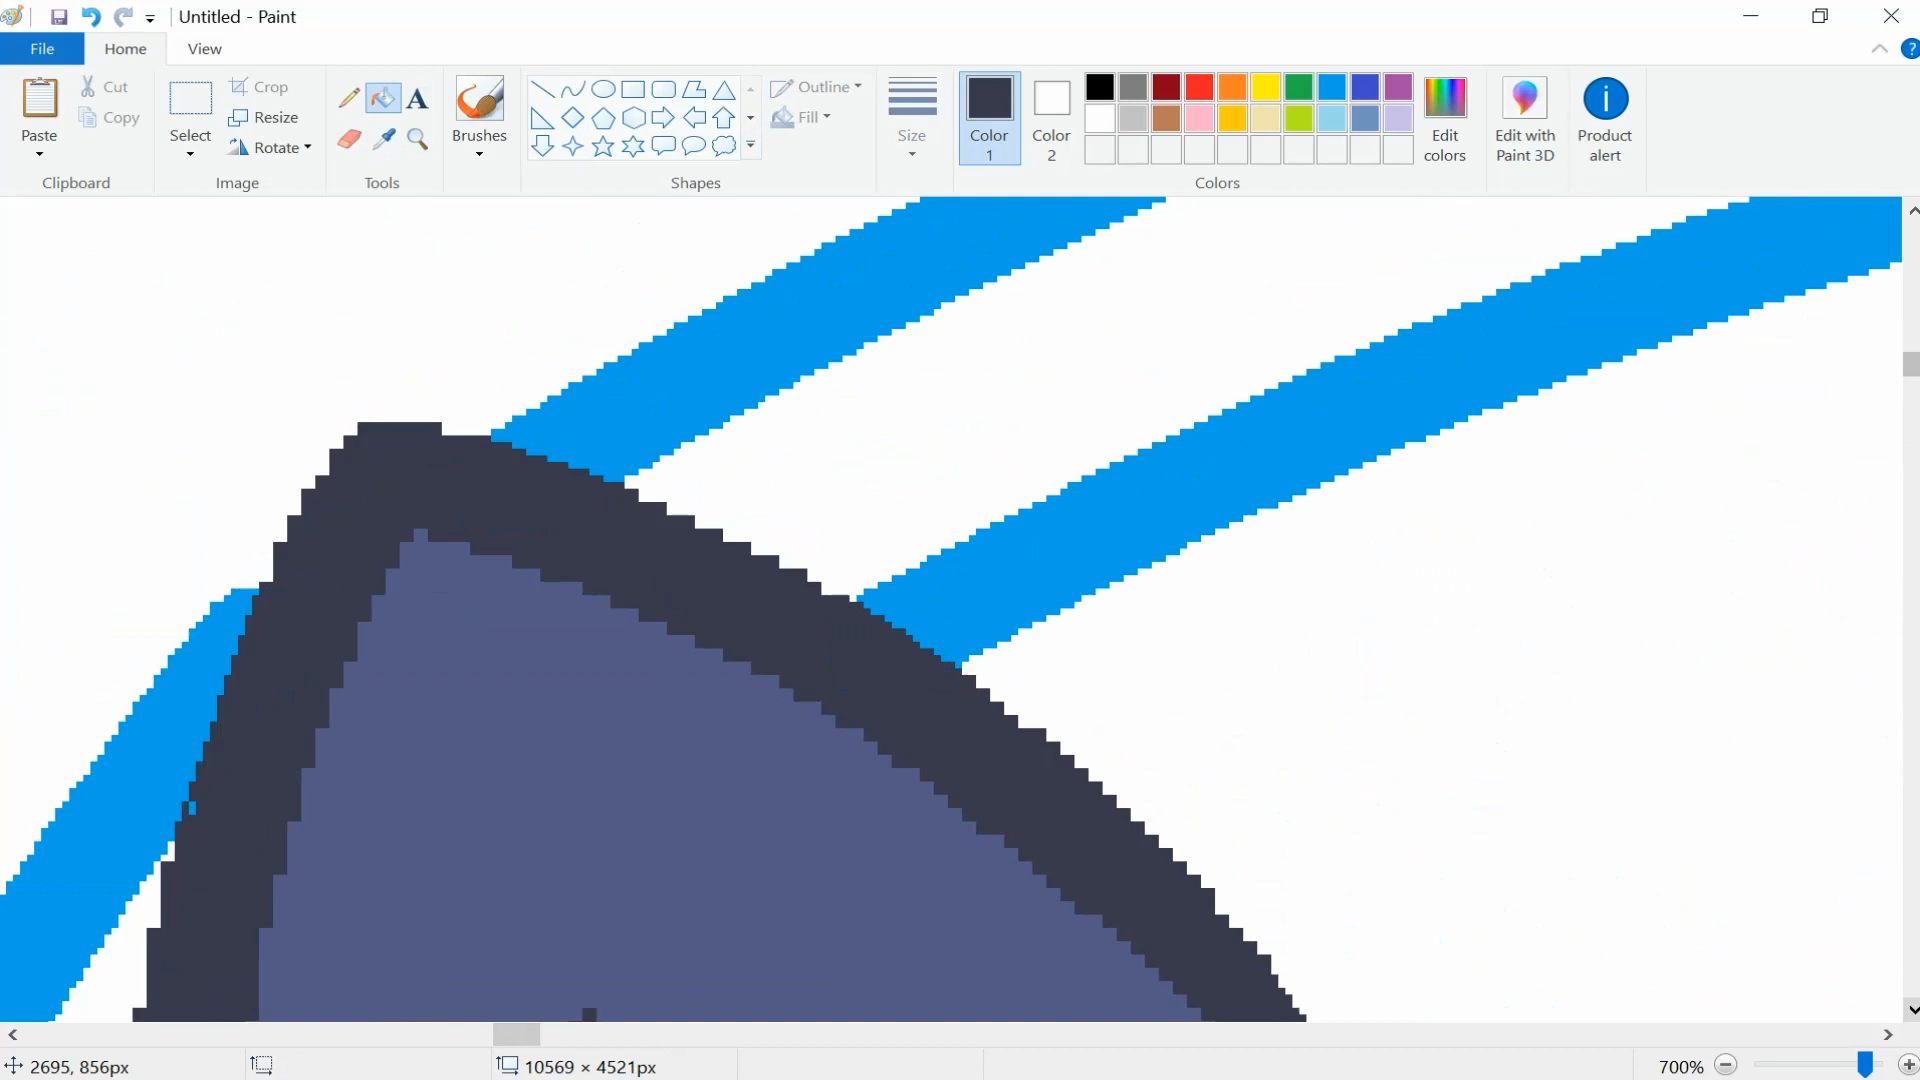 Untitled - Paint
File
Home
View
Paste
Cut
Copy
Clipboard
Select
Crop
Resize
Rotate
Image
A
Tools
Brushes
Shapes
Outline
Fill
Size
Color
1
Color
2
Colors
Edit
colors
Edit with
Paint 3D
Product
alert
2695, 856px
10569 × 4521px
700%